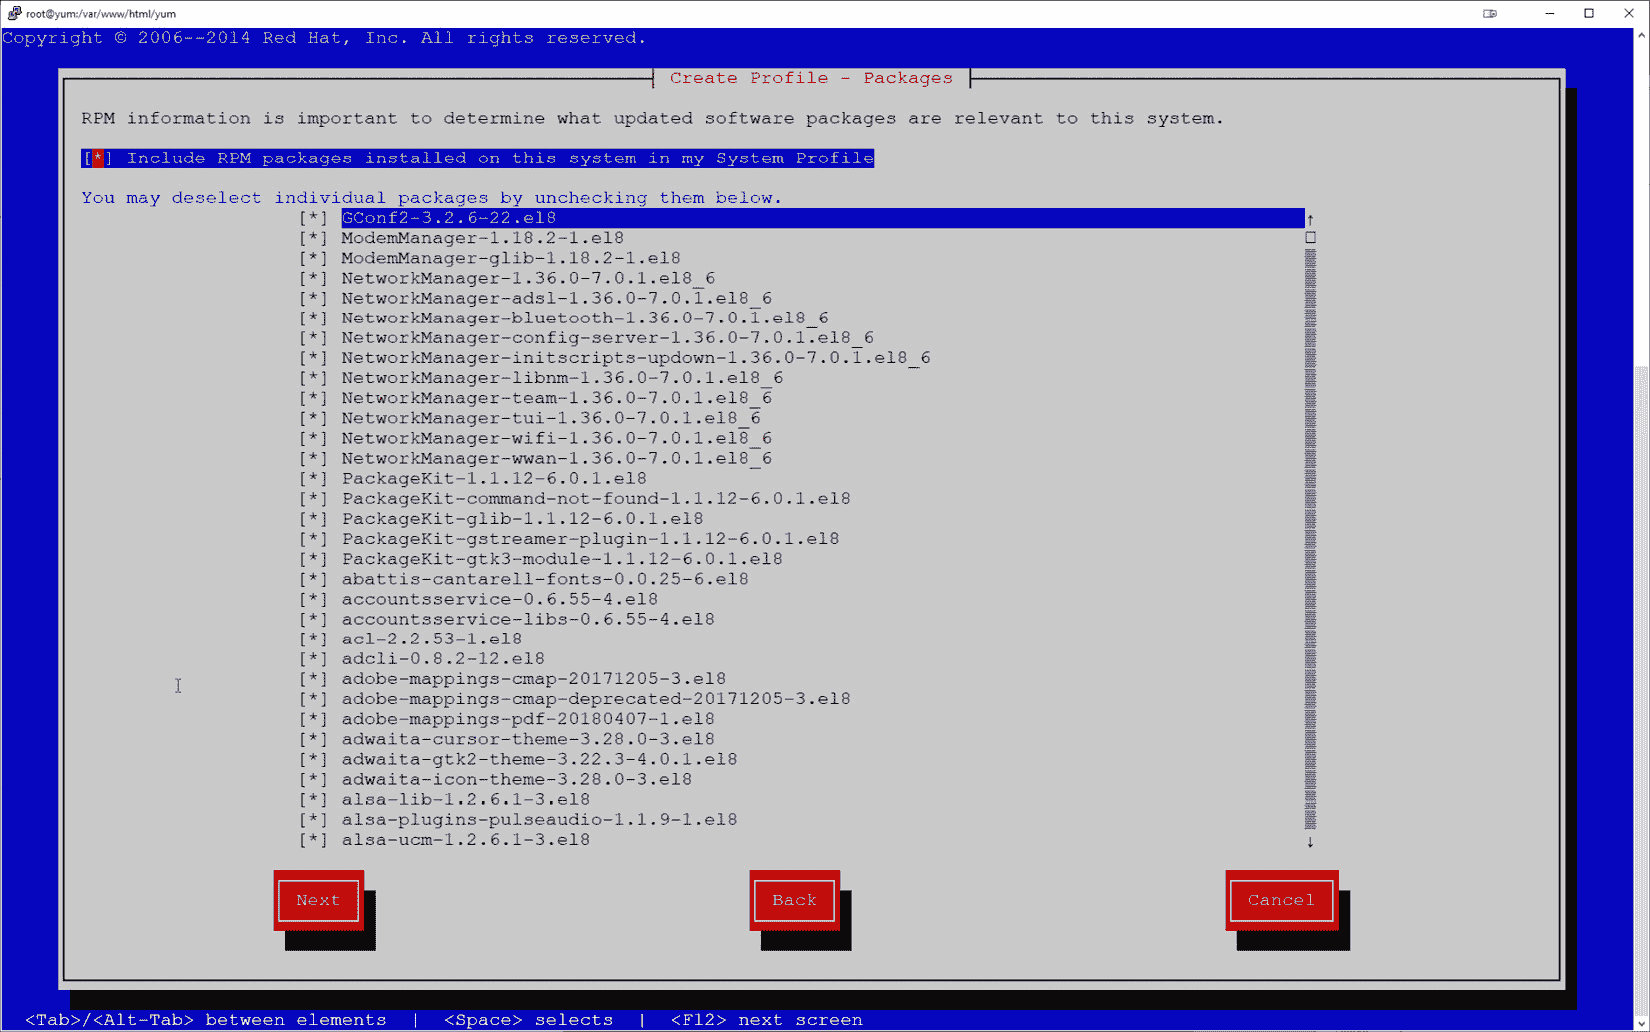 root@yum:/var/www/html/yum
Copyright © 2006--2014 Red Hat, Inc. All rights reserved.
Create Profile - Packages
RPM information is important to determine what updated software packages are relevant to this system.
[*] Include RPM packages installed on this system in my System Profile
You may deselect individual packages by unchecking them below.
[*] GConf2-3.2.6-22.el8
[*] ModemManager-1.18.2-1.el8
[*] ModemManager-glib-1.18.2-1.el8
[*] NetworkManager-1.36.0-7.0.1.el8_6
[*] NetworkManager-adsl-1.36.0-7.0.1.el8_6
[*] NetworkManager-bluetooth-1.36.0-7.0.1.el8_6
[*] NetworkManager-config-server-1.36.0-7.0.1.el8_6
[*] NetworkManager-initscripts-updown-1.36.0-7.0.1.el8_6
[*] NetworkManager-libnm-1.36.0-7.0.1.el8_6
[*] NetworkManager-team-1.36.0-7.0.1.el8_6
[*] NetworkManager-tui-1.36.0-7.0.1.el8_6
[*] NetworkManager-wifi-1.36.0-7.0.1.el8_6
[*] NetworkManager-wwan-1.36.0-7.0.1.el8_6
[*] PackageKit-1.1.12-6.0.1.el8
[*] PackageKit-command-not-found-1.1.12-6.0.1.el8
[*] PackageKit-glib-1.1.12-6.0.1.el8
[*] PackageKit-gstreamer-plugin-1.1.12-6.0.1.el8
[*] PackageKit-gtk3-module-1.1.12-6.0.1.el8
[*] abattis-cantarell-fonts-0.0.25-6.el8
[*] accountsservice-0.6.55-4.el8
[*] accountsservice-libs-0.6.55-4.el8
[*] acl-2.2.53-1.el8
[*] adcli-0.8.2-12.el8
[*] adobe-mappings-cmap-20171205-3.el8
[*] adobe-mappings-cmap-deprecated-20171205-3.el8
[*] adobe-mappings-pdf-20180407-1.el8
[*] adwaita-cursor-theme-3.28.0-3.el8
[*] adwaita-gtk2-theme-3.22.3-4.0.1.el8
[*] adwaita-icon-theme-3.28.0-3.el8
[*] alsa-lib-1.2.6.1-3.el8
[*] alsa-plugins-pulseaudio-1.1.9-1.el8
[*] alsa-ucm-1.2.6.1-3.el8
Next Back Cancel
<Tab>/<Alt-Tab> between elements | <Space> selects | <F12> next screen